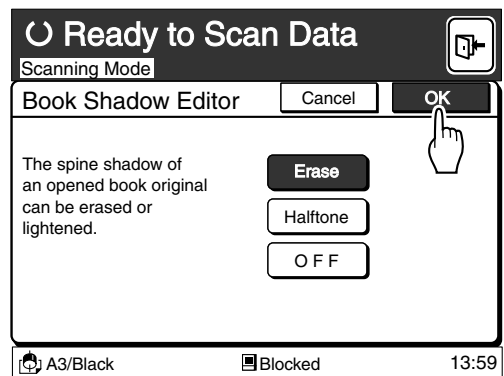 Ready to Scan Data
Scanning Mode
Book Shadow Editor Cancel OK
The spine shadow of
an opened book original
can be erased or
lightened.
Erase
Halftone
O F F
A3/Black Blocked 13:59